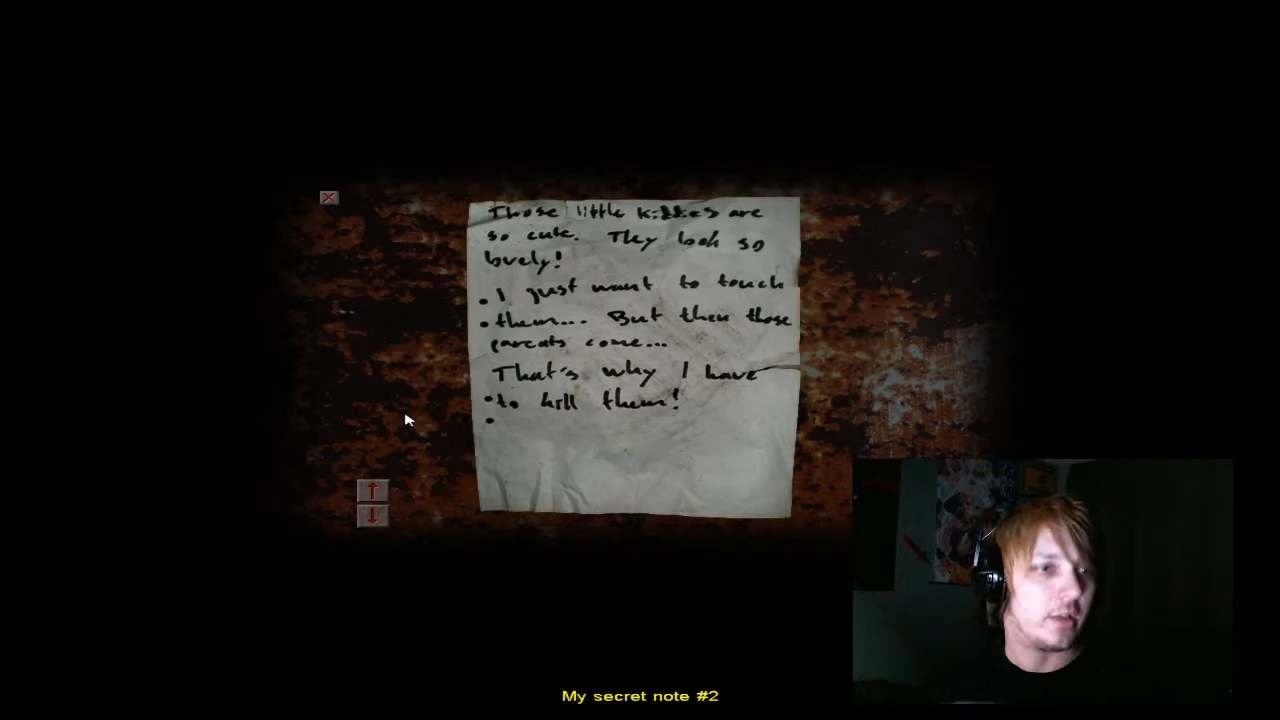 Those little kitties are
so cute. They look so
lovely!
I just want to touch
them... But then those
parents come...
That's why I have
to kill them!
My secret note #2